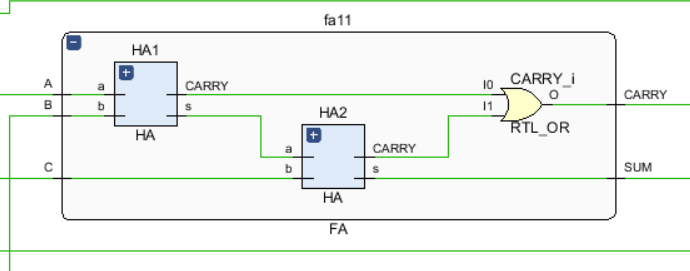 fa11
HA1
A a CARRY I0 CARRY_i O CARRY
B b s I1
HA RTL_OR
HA2
a CARRY
C b s SUM
HA
FA